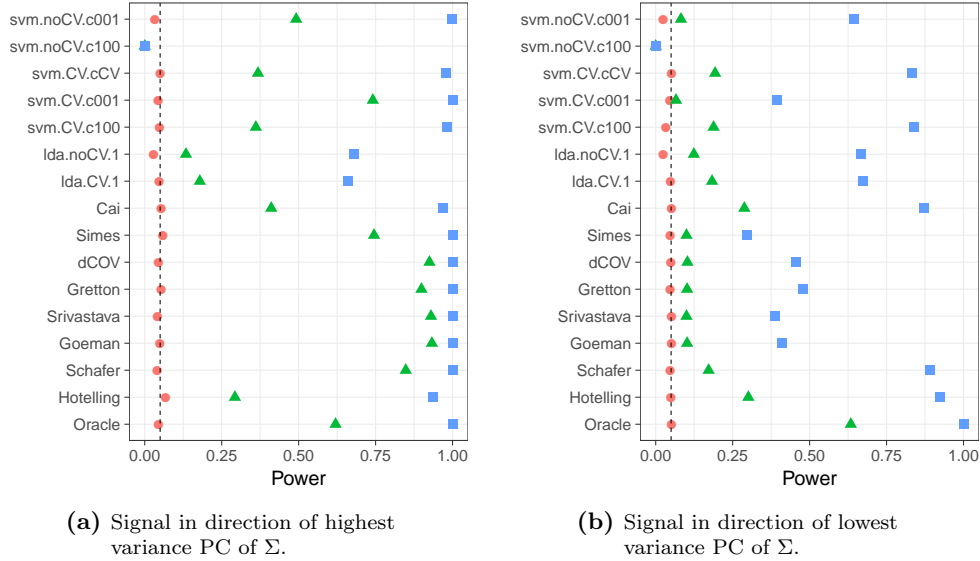 svm.noCV.c001
svm.noCV.c100
svm.CV.cCV
svm.CV.c001
svm.CV.c100
lda.noCV.1
lda.CV.1
Cai
Simes
dCOV
Gretton
Srivastava
Goeman
Schafer
Hotelling
Oracle
0.00 0.25 0.50 0.75 1.00
Power
(a) Signal in direction of highest
variance PC of Σ.
svm.noCV.c001
svm.noCV.c100
svm.CV.cCV
svm.CV.c001
svm.CV.c100
lda.noCV.1
lda.CV.1
Cai
Simes
dCOV
Gretton
Srivastava
Goeman
Schafer
Hotelling
Oracle
0.00 0.25 0.50 0.75 1.00
Power
(b) Signal in direction of lowest
variance PC of Σ.